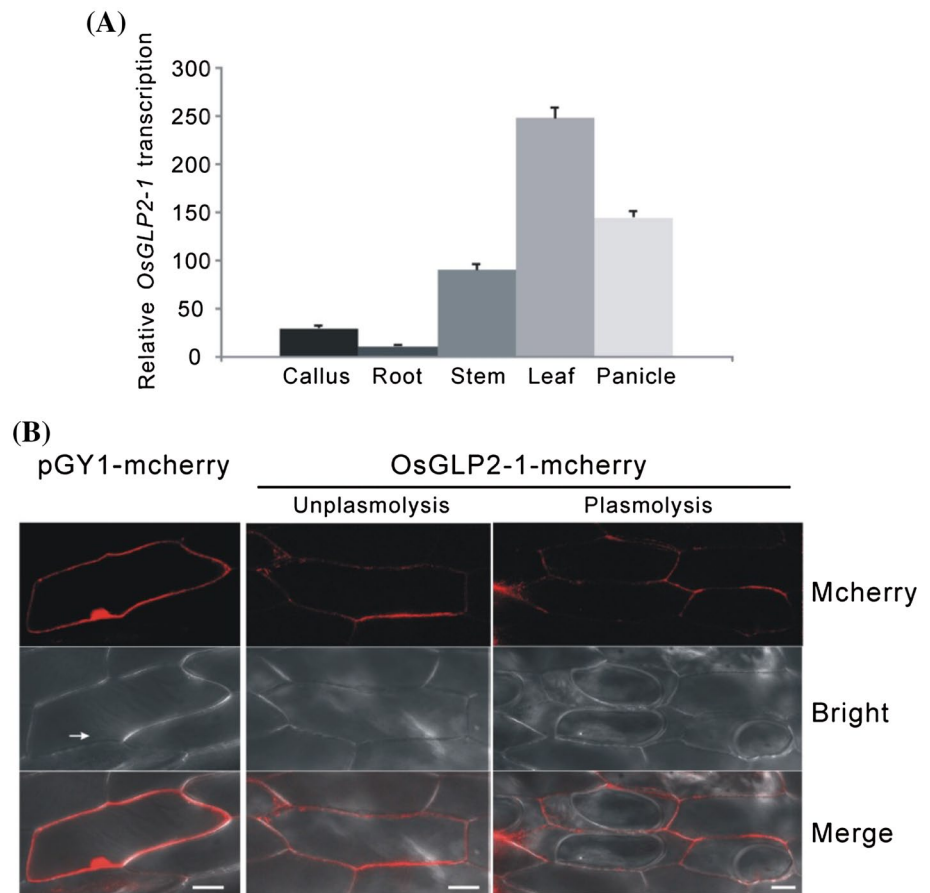 (A)
Relative OsGLP2-1 transcription
300
250
200
150
100
50
0
Callus Root Stem Leaf Panicle
(B)
pGY1-mcherry OsGLP2-1-mcherry
Unplasmolysis Plasmolysis
Mcherry
Bright
Merge